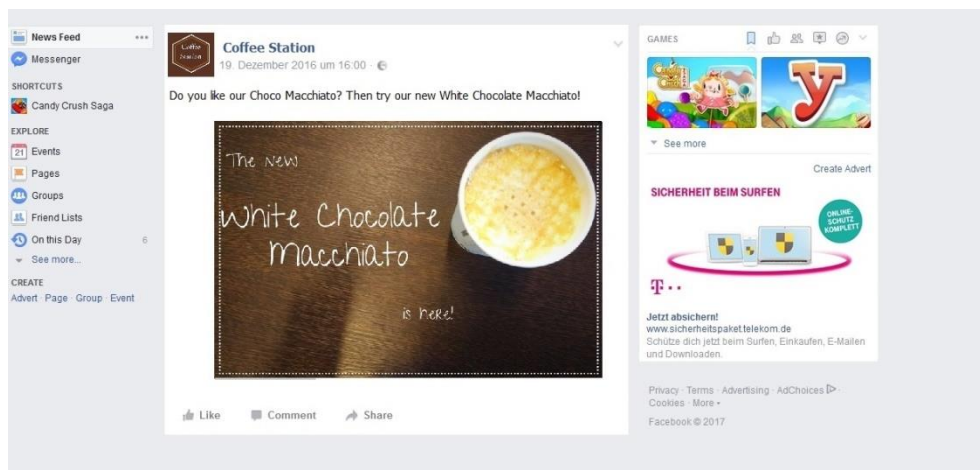 News Feed
Messenger
SHORTCUTS
Candy Crush Saga
EXPLORE
21 Events
Pages
Groups
Friend Lists
On this Day 6
See more...
CREATE
Advert · Page · Group · Event
Coffee Station
Coffee Station
19. Dezember 2016 um 16:00 ·
Do you like our Choco Macchiato? Then try our new White Chocolate Macchiato!
The New
White Chocolate
Macchiato
is here!
Like Comment Share
GAMES
y
See more
Create Advert
SICHERHEIT BEIM SURFEN
ONLINE-
SCHUTZ
KOMPLETT
T
Jetzt absichern!
www.sicherheitspaket.telekom.de
Schütze dich jetzt beim Surfen, Einkaufen, E-Mailen
und Downloaden.
Privacy · Terms · Advertising · AdChoices ·
Cookies · More
Facebook © 2017